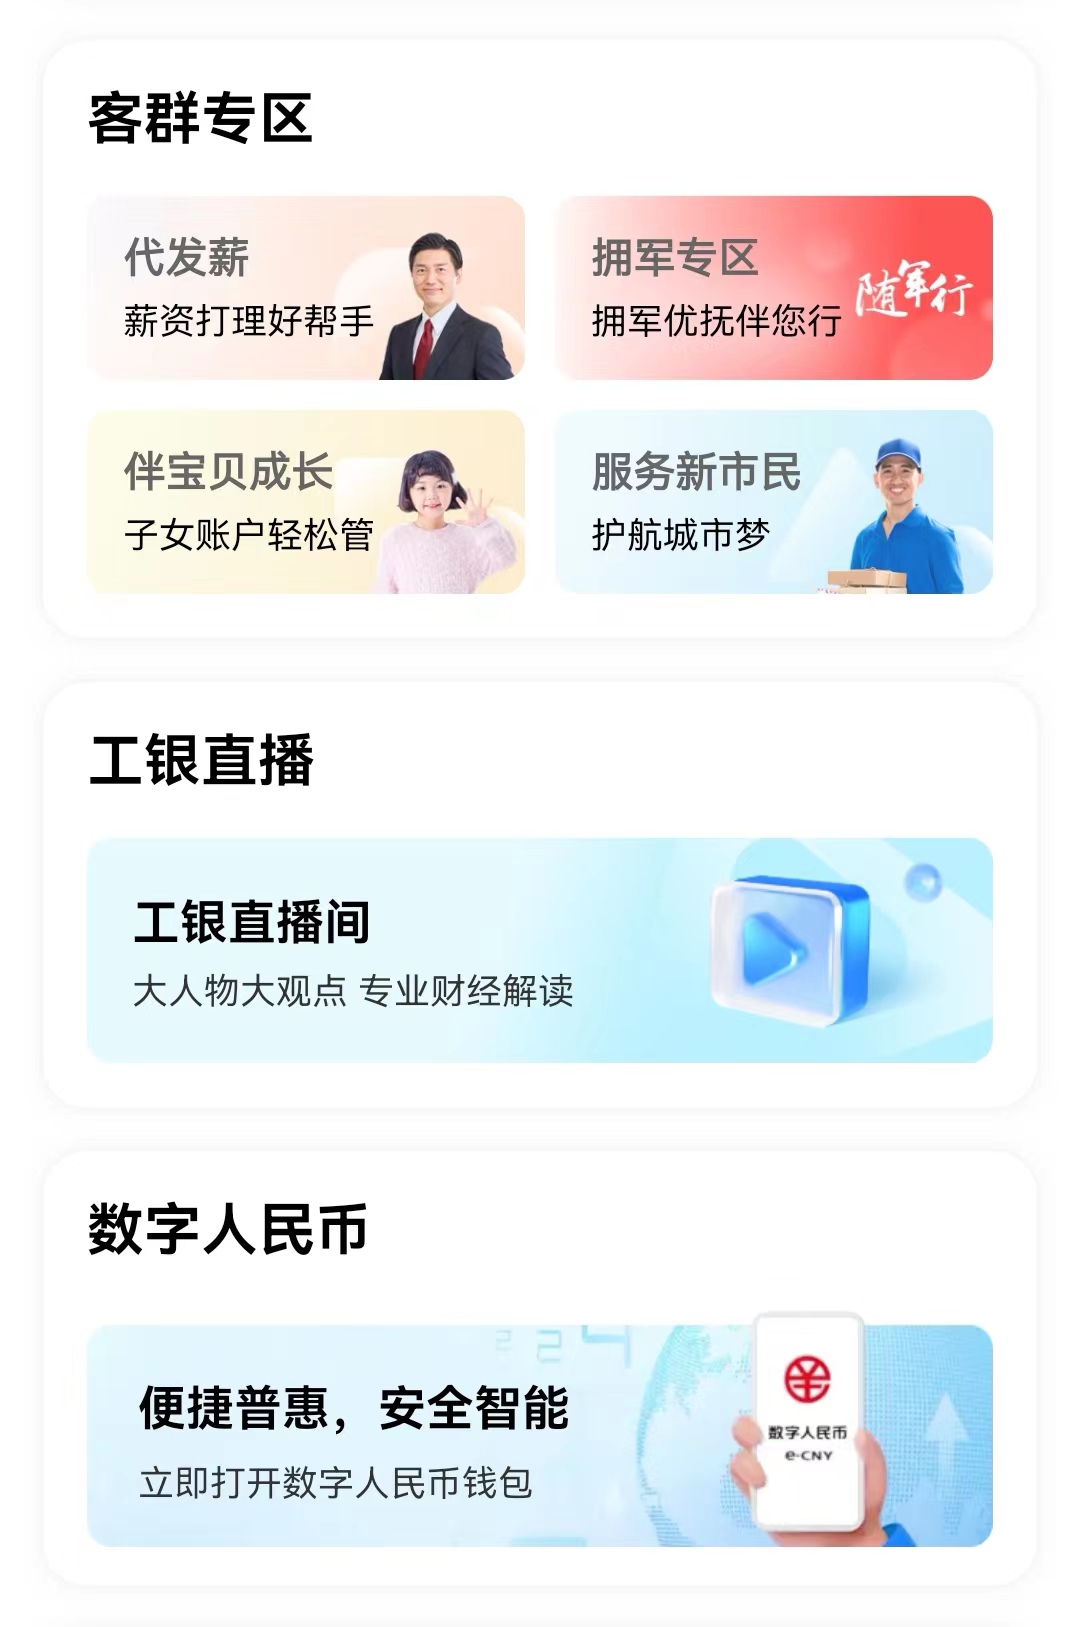 客群专区
代发薪
薪资打理好帮手
拥军专区
拥军优抚伴您行
随军行
伴宝贝成长
子女账户轻松管
服务新市民
护航城市梦
工银直播
工银直播间
大人物大观点 专业财经解读
数字人民币
便捷普惠，安全智能
立即打开数字人民币钱包
数字人民币
e-CNY